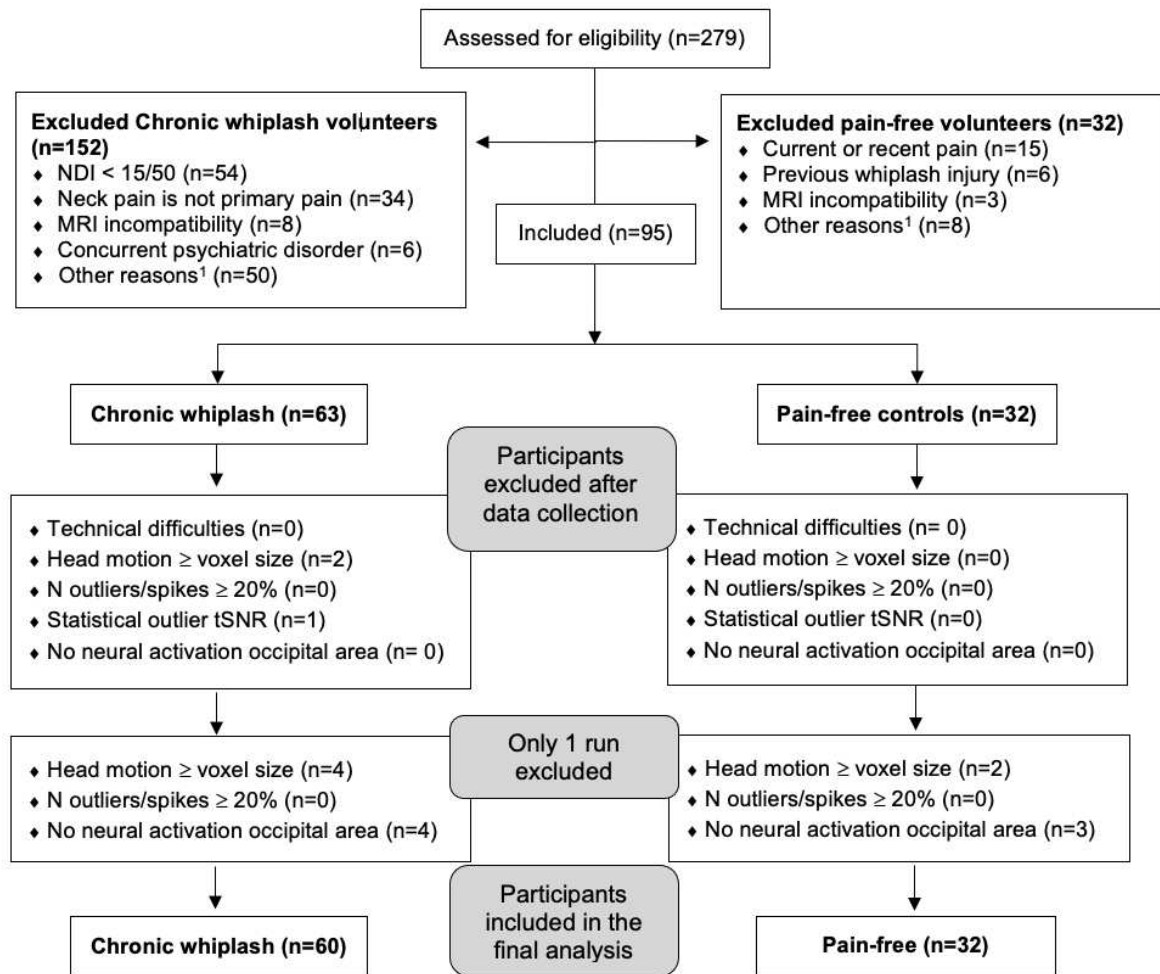 Assessed for eligibility (n=279)
Excluded Chronic whiplash volunteers
(n=152)
♦ NDI < 15/50 (n=54)
♦ Neck pain is not primary pain (n=34)
♦ MRI incompatibility (n=8)
♦ Concurrent psychiatric disorder (n=6)
♦ Other reasons¹ (n=50)
Excluded pain-free volunteers (n=32)
♦ Current or recent pain (n=15)
♦ Previous whiplash injury (n=6)
♦ MRI incompatibility (n=3)
♦ Other reasons¹ (n=8)
Included (n=95)
Chronic whiplash (n=63)
Pain-free controls (n=32)
Participants
excluded after
data collection
♦ Technical difficulties (n=0)
♦ Head motion ≥ voxel size (n=2)
♦ N outliers/spikes ≥ 20% (n=0)
♦ Statistical outlier tSNR (n=1)
♦ No neural activation occipital area (n= 0)
♦ Technical difficulties (n= 0)
♦ Head motion ≥ voxel size (n=0)
♦ N outliers/spikes ≥ 20% (n=0)
♦ Statistical outlier tSNR (n=0)
♦ No neural activation occipital area (n=0)
Only 1 run
excluded
♦ Head motion ≥ voxel size (n=4)
♦ N outliers/spikes ≥ 20% (n=0)
♦ No neural activation occipital area (n=4)
♦ Head motion ≥ voxel size (n=2)
♦ N outliers/spikes ≥ 20% (n=0)
♦ No neural activation occipital area (n=3)
Participants
included in the
final analysis
Chronic whiplash (n=60)
Pain-free (n=32)